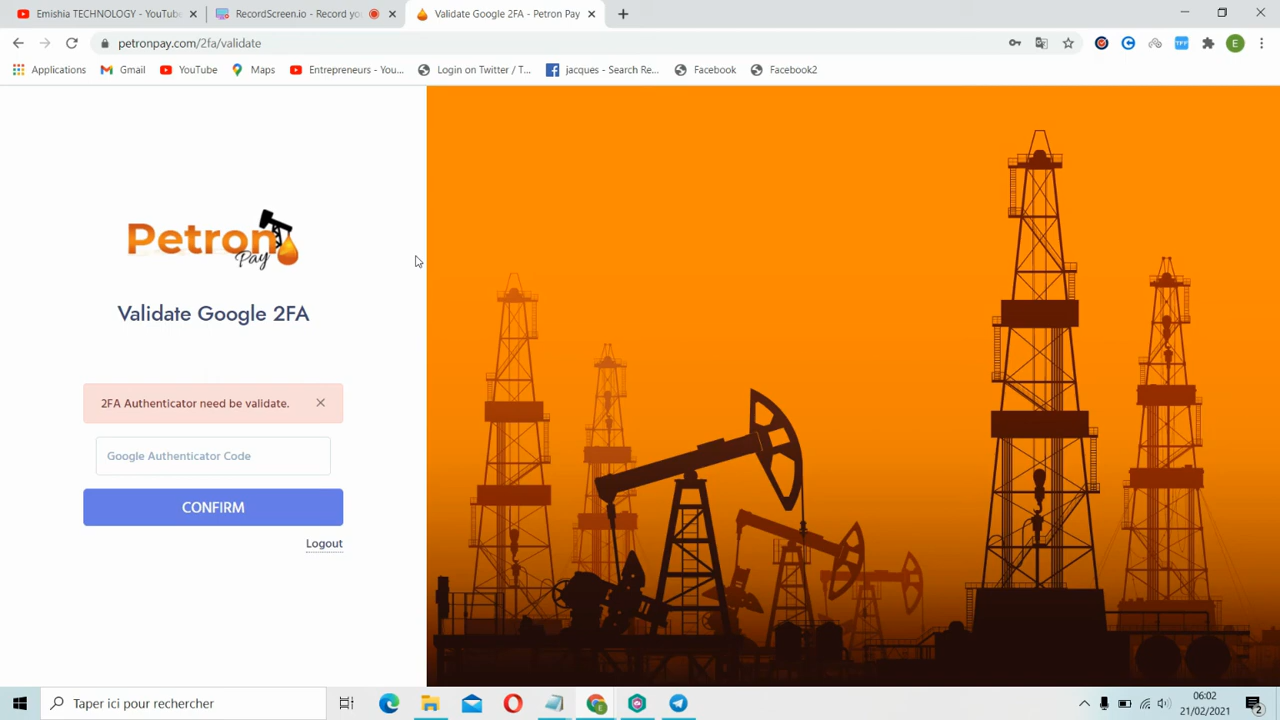 Emishia TECHNOLOGY - YouTube
RecordScreen.io - Record yo
Validate Google 2FA - Petron Pay
petronpay.com/2fa/validate
E
Applications
Gmail
YouTube
Maps
Entrepreneurs - You...
Login on Twitter / T...
jacques - Search Re...
Facebook
Facebook2
Petron
Pay
Validate Google 2FA
2FA Authenticator need be validate.
Google Authenticator Code
CONFIRM
Logout
Taper ici pour rechercher
06:02
21/02/2021
2